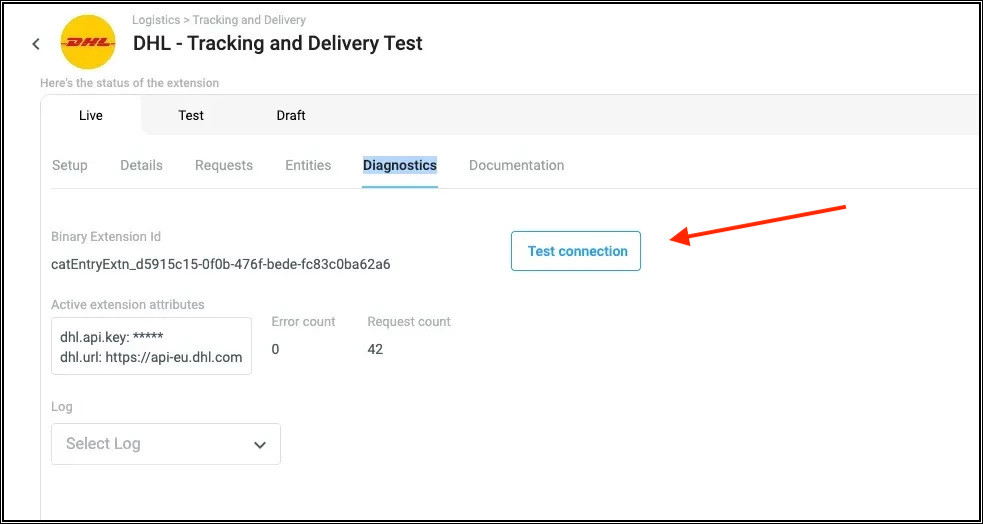 Logistics > Tracking and Delivery
DHL
DHL - Tracking and Delivery Test
Here's the status of the extension
Live Test Draft
Setup Details Requests Entities Diagnostics Documentation
Binary Extension Id
catEntryExtn_d5915c15-0f0b-476f-bede-fc83c0ba62a6
Test connection
Active extension attributes
dhl.api.key: *****
dhl.url: https://api-eu.dhl.com
Error count Request count
0 42
Log
Select Log